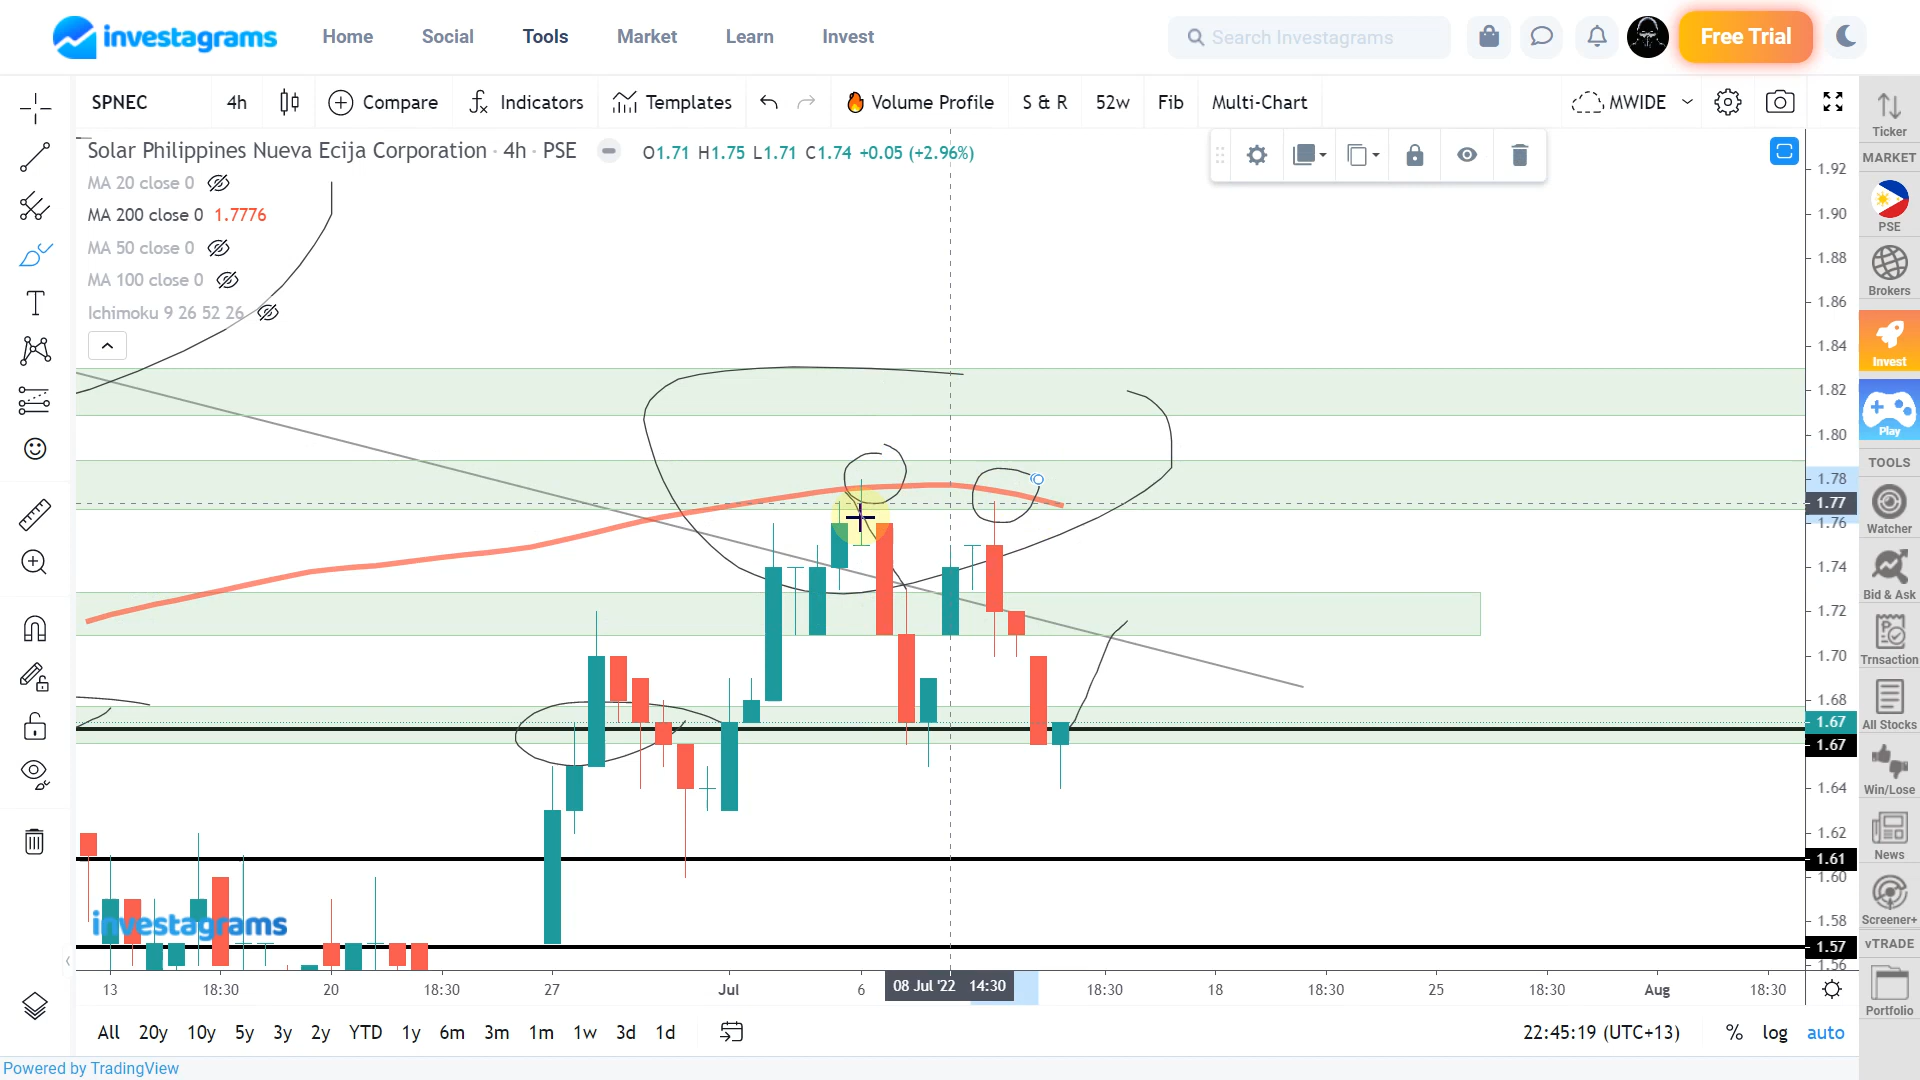 investagrams Home Social Tools Market Learn Invest Search Investagrams Free Trial
SPNEC 4h Compare Indicators Templates Volume Profile S & R 52w Fib Multi-Chart MWIDE
Solar Philippines Nueva Ecija Corporation · 4h · PSE O1.71 H1.75 L1.71 C1.74 +0.05 (+2.96%)
MA 20 close 0
MA 200 close 0 1.7776
MA 50 close 0
MA 100 close 0
Ichimoku 9 26 52 26
1.92
1.90
1.88
1.86
1.84
1.82
1.80
1.78
1.77
1.76
1.74
1.72
1.70
1.68
1.67
1.67
1.64
1.62
1.61
1.60
1.58
1.57
1.56
investagrams
13 18:30 20 18:30 27 Jul 6 08 Jul '22 14:30 18:30 18 18:30 25 18:30 Aug 18:30
All 20y 10y 5y 3y 2y YTD 1y 6m 3m 1m 1w 3d 1d 22:45:19 (UTC+13) % log auto
Powered by TradingView
Ticker
MARKET
PSE
Brokers
Invest
Play
TOOLS
Watcher
Bid & Ask
Trnsaction
All Stocks
Win/Lose
News
Screener+
vTRADE
Portfolio